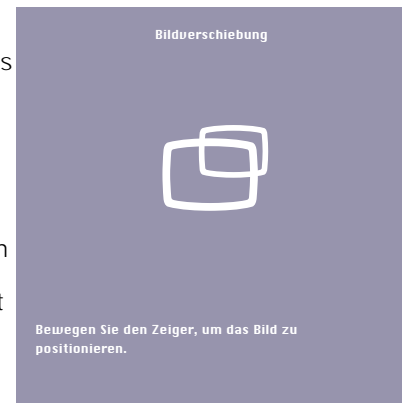 Bildverschiebung
s
n
t
Bewegen Sie den Zeiger, um das Bild zu
positionieren.